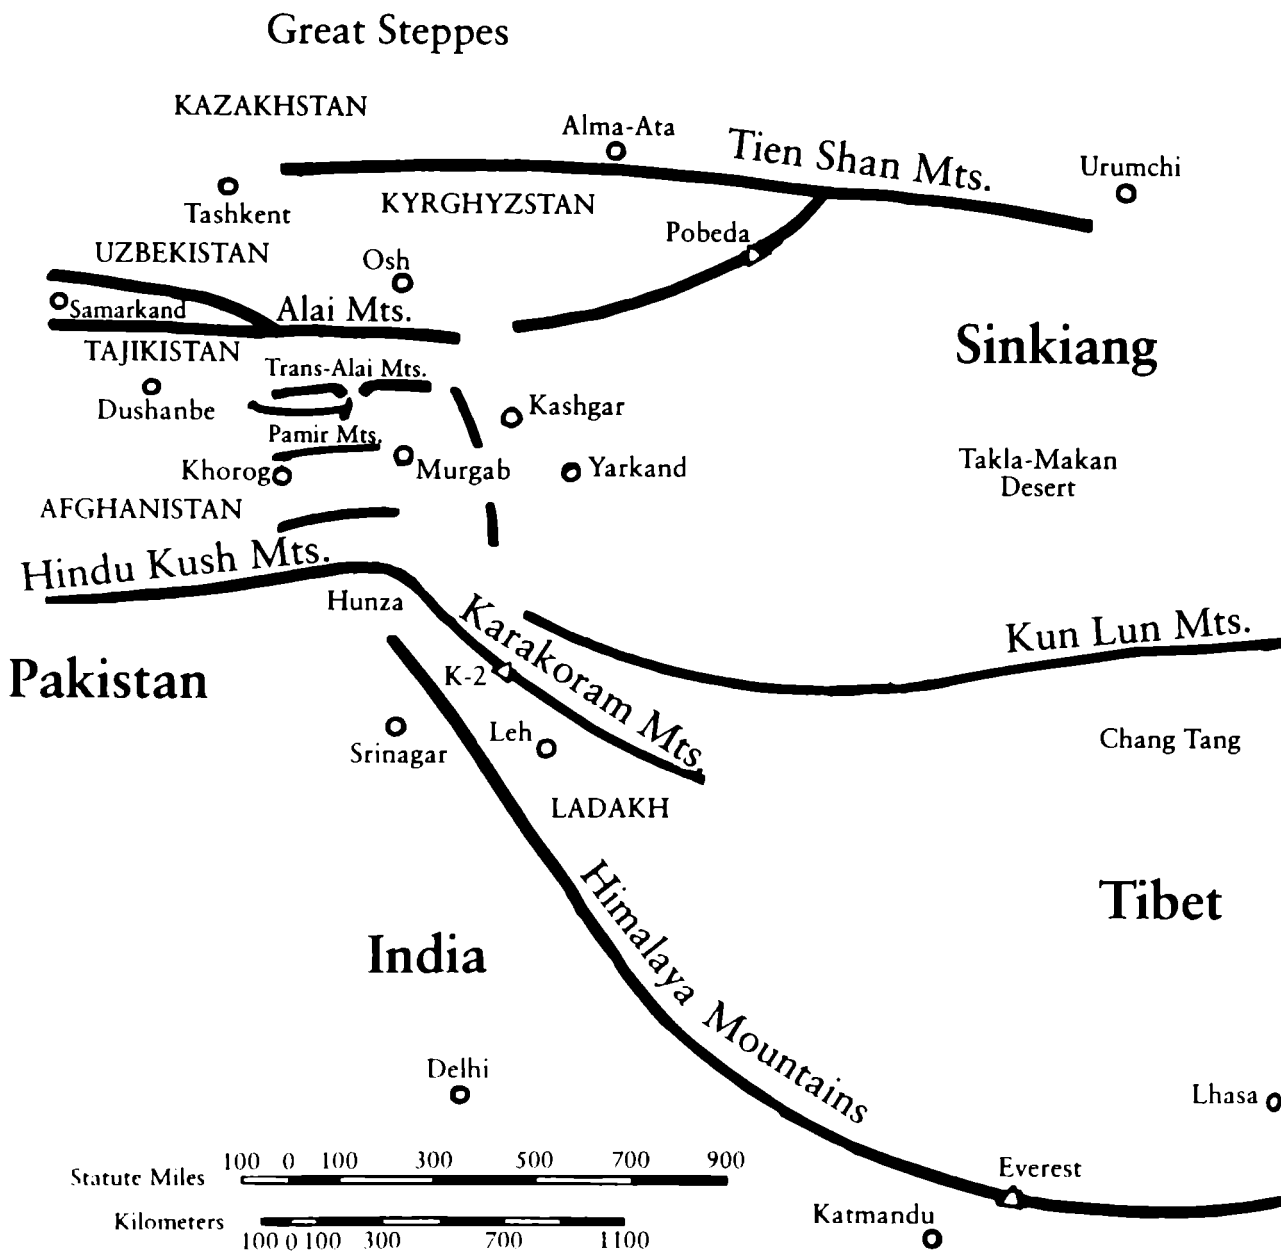 Great Steppes
KAZAKHSTAN
Alma-Ata
Tien Shan Mts.
Urumchi
Tashkent
KYRGHYZSTAN
Pobeda
UZBEKISTAN
Osh
Samarkand
Alai Mts.
Sinkiang
TAJIKISTAN
Trans-Alai Mts.
Dushanbe
Kashgar
Pamir Mts.
Khorog
Murgab
Yarkand
Takla-Makan
Desert
AFGHANISTAN
Hindu Kush Mts.
Hunza
Karakoram Mts.
Kun Lun Mts.
Pakistan
K-2
Srinagar
Leh
Chang Tang
LADAKH
Himalaya Mountains
Tibet
India
Delhi
Lhasa
Statute Miles 100 0 100 300 500 700 900
Everest
Kilometers
100 0 100 300 700 1100
Katmandu